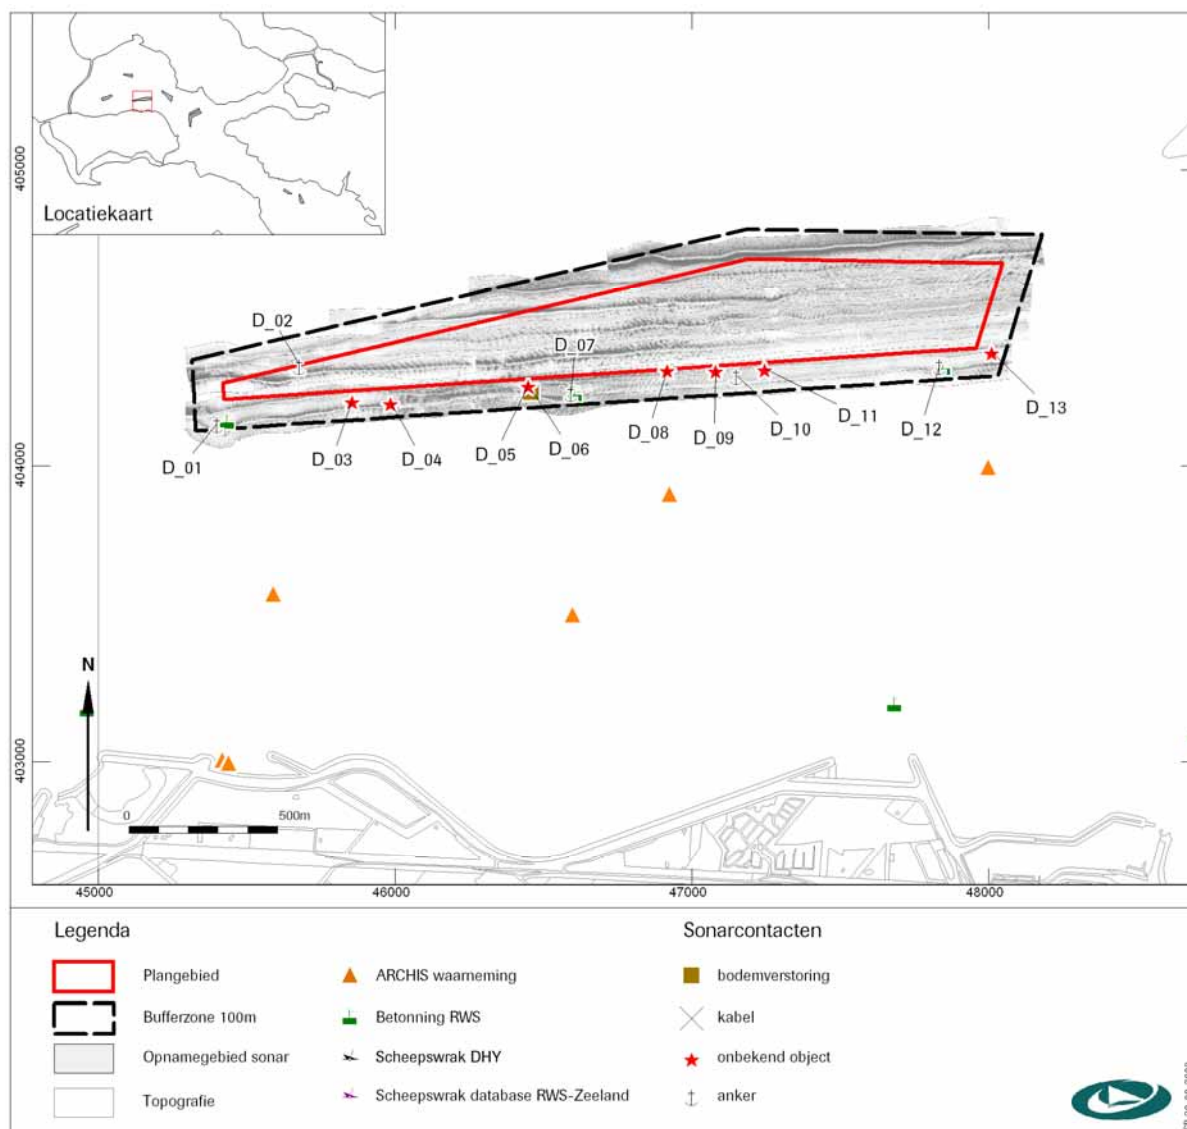 Locatiekaart
405000
404000
403000
D_02
D_07
D_01
D_03
D_04
D_05
D_06
D_08
D_09
D_10
D_11
D_12
D_13
N
0
500m
45000
46000
47000
48000
Legenda
Plangebied
Bufferzone 100m
Opnamegebied sonar
Topografie
ARCHIS waarneming
Betonning RWS
Scheepswrak DHY
Scheepswrak database RWS-Zeeland
Sonarcontacten
bodemverstoring
kabel
onbekend object
anker